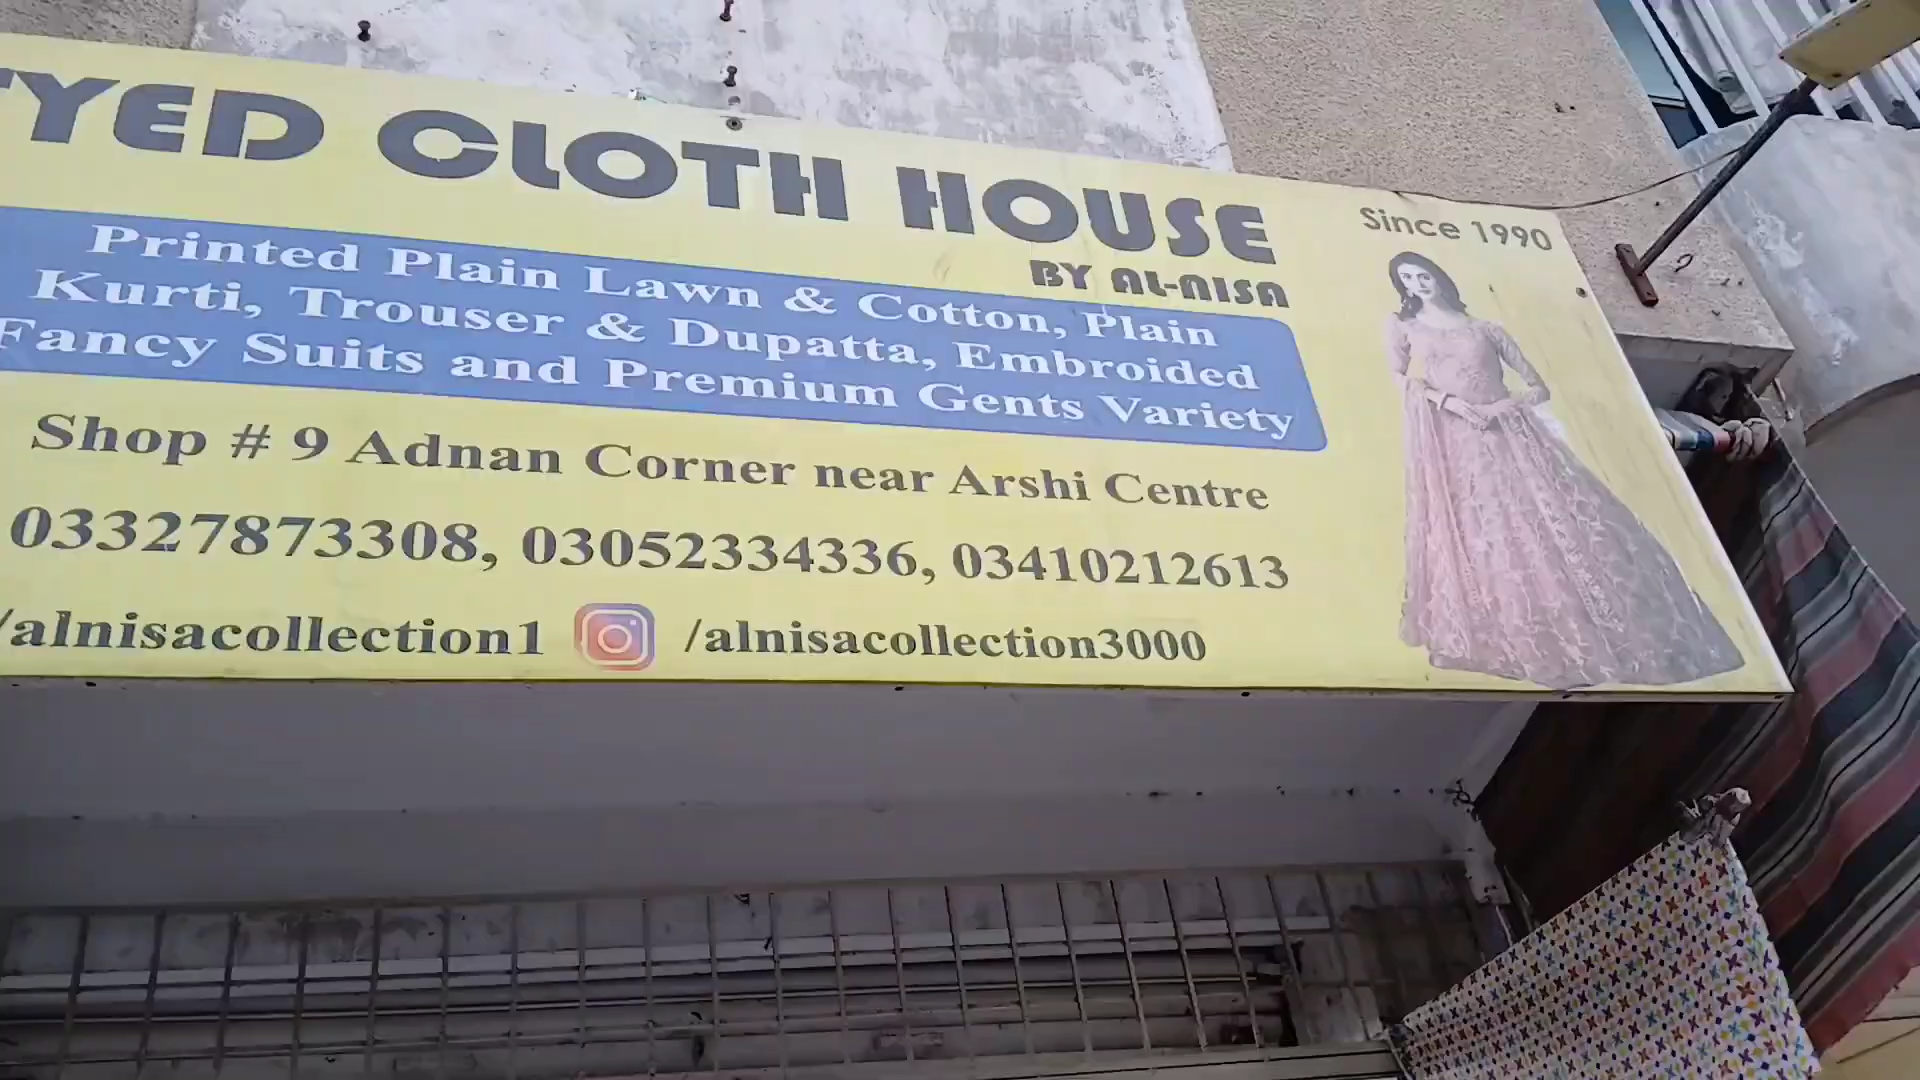 YED CLOTH HOUSE
Since 1990
BY AL-NISA
Printed Plain Lawn & Cotton, Plain
Kurti, Trouser & Dupatta, Embroided
Fancy Suits and Premium Gents Variety
Shop # 9 Adnan Corner near Arshi Centre
03327873308, 03052334336, 03410212613
/alnisacollection1 /alnisacollection3000